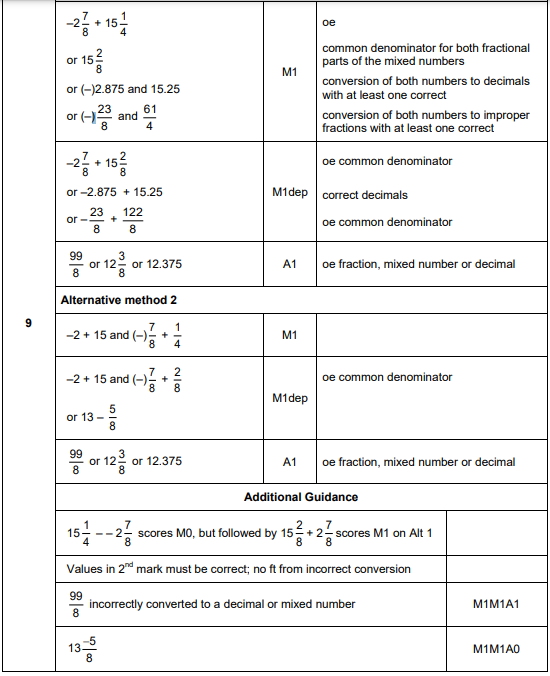 −2 7/8 + 15 1/4
oe
or 15 2/8
common denominator for both fractional
parts of the mixed numbers
M1
or (−)2.875 and 15.25
conversion of both numbers to decimals
with at least one correct
or (−) 23/8 and 61/4
conversion of both numbers to improper
fractions with at least one correct
−2 7/8 + 15 2/8
oe common denominator
or −2.875 + 15.25
M1dep
correct decimals
or − 23/8 + 122/8
oe common denominator
99/8 or 12 3/8 or 12.375
A1
oe fraction, mixed number or decimal
Alternative method 2
9
−2 + 15 and (−) 7/8 + 1/4
M1
−2 + 15 and (−) 7/8 + 2/8
oe common denominator
M1dep
or 13 − 5/8
99/8 or 12 3/8 or 12.375
A1
oe fraction, mixed number or decimal
Additional Guidance
15 1/4 − −2 7/8 scores M0, but followed by 15 2/8 + 2 7/8 scores M1 on Alt 1
Values in 2nd mark must be correct; no ft from incorrect conversion
99/8 incorrectly converted to a decimal or mixed number
M1M1A1
13 −5/8
M1M1A0